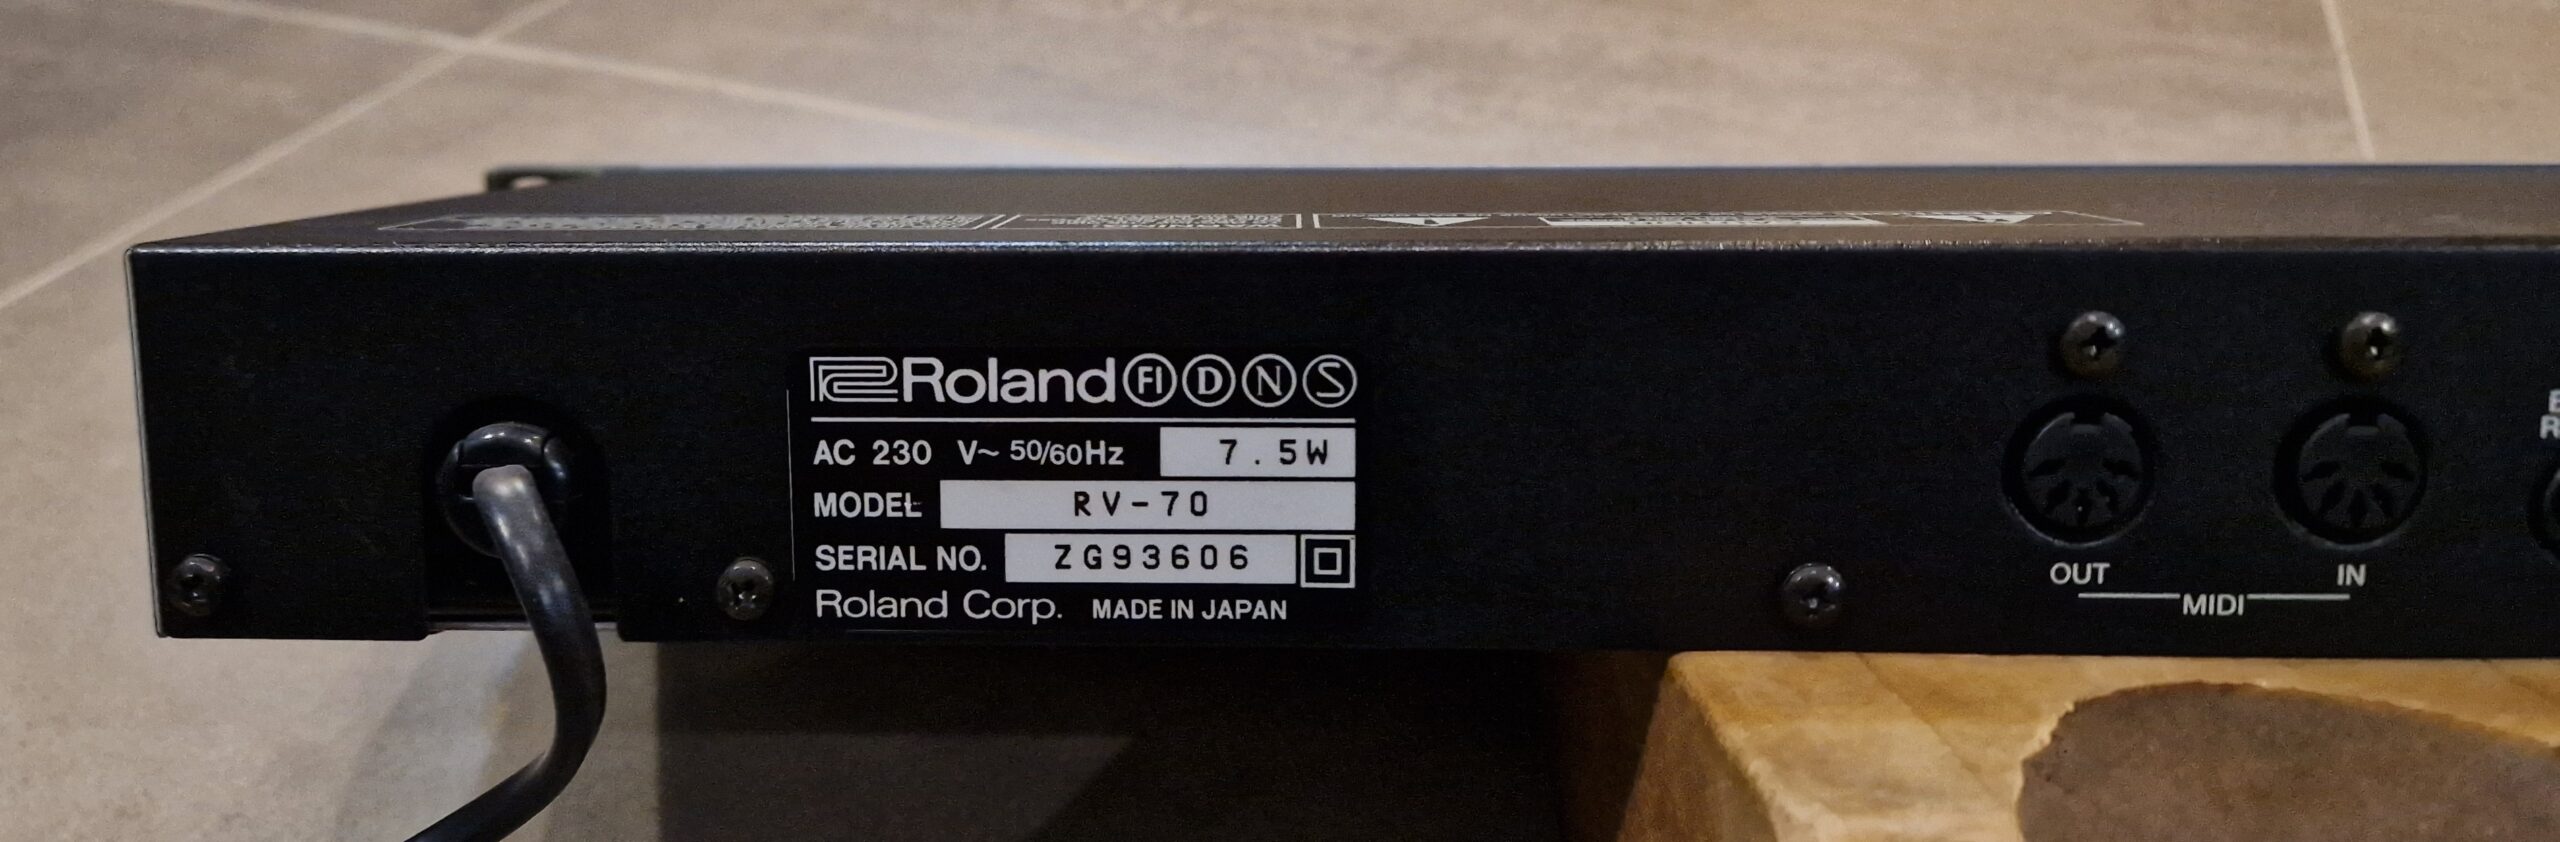 Roland FI D N S
AC 230 V~ 50/60Hz 7.5W
MODEL RV-70
SERIAL NO. ZG93606
Roland Corp. MADE IN JAPAN
OUT IN
MIDI